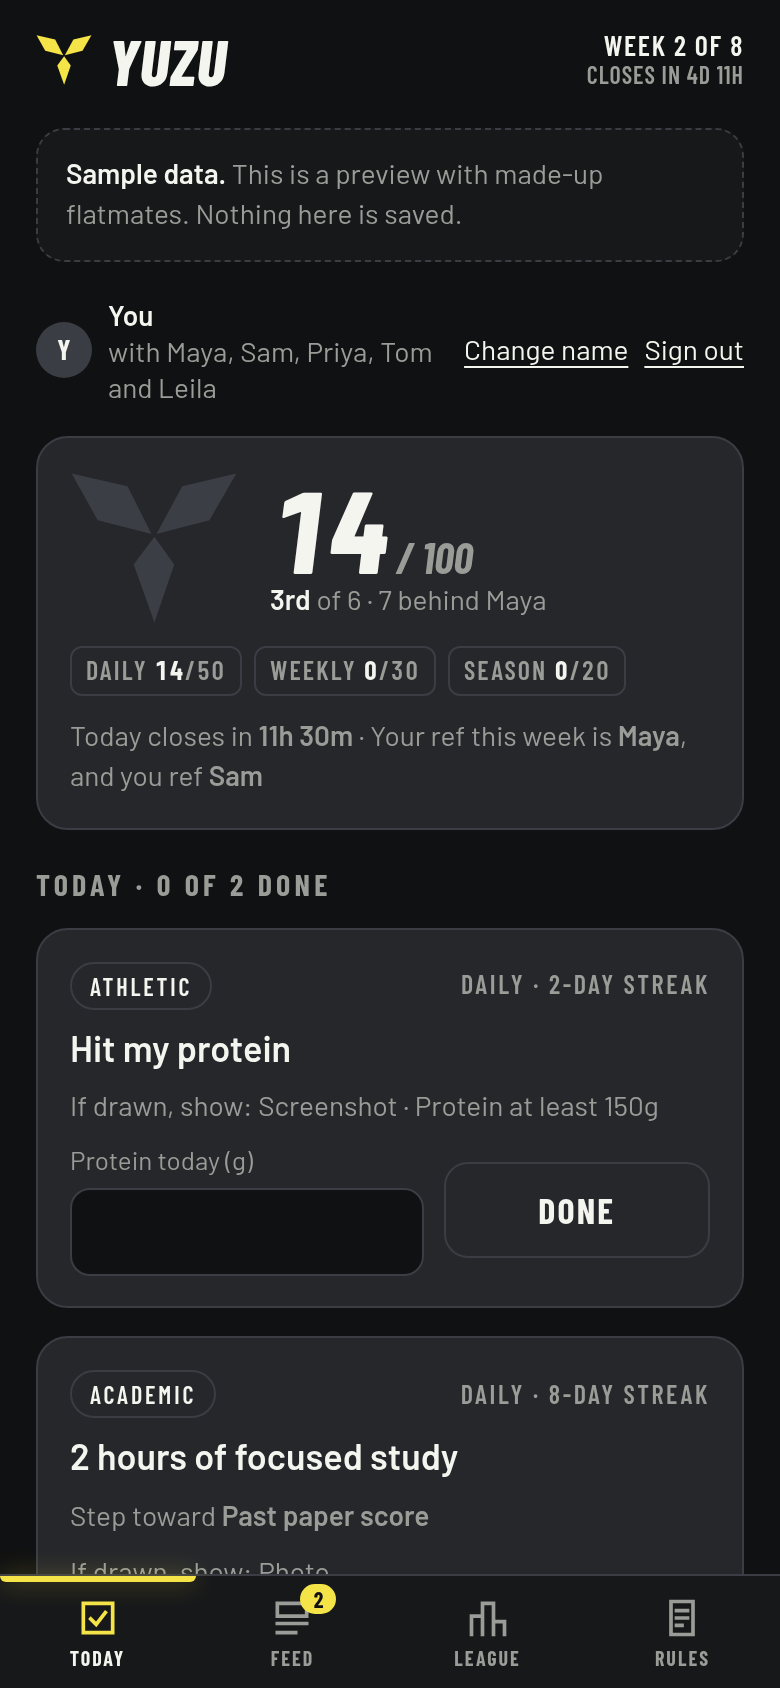 YUZU
WEEK 2 OF 8
CLOSES IN 4D 11H
Sample data. This is a preview with made-up
flatmates. Nothing here is saved.
Y
You
with Maya, Sam, Priya, Tom
and Leila
Change name Sign out
14 / 100
3rd of 6 · 7 behind Maya
DAILY 14/50 WEEKLY 0/30 SEASON 0/20
Today closes in 11h 30m · Your ref this week is Maya,
and you ref Sam
TODAY · 0 OF 2 DONE
ATHLETIC DAILY · 2-DAY STREAK
Hit my protein
If drawn, show: Screenshot · Protein at least 150g
Protein today (g)
DONE
ACADEMIC DAILY · 8-DAY STREAK
2 hours of focused study
Step toward Past paper score
If drawn, show: Photo
2
TODAY FEED LEAGUE RULES